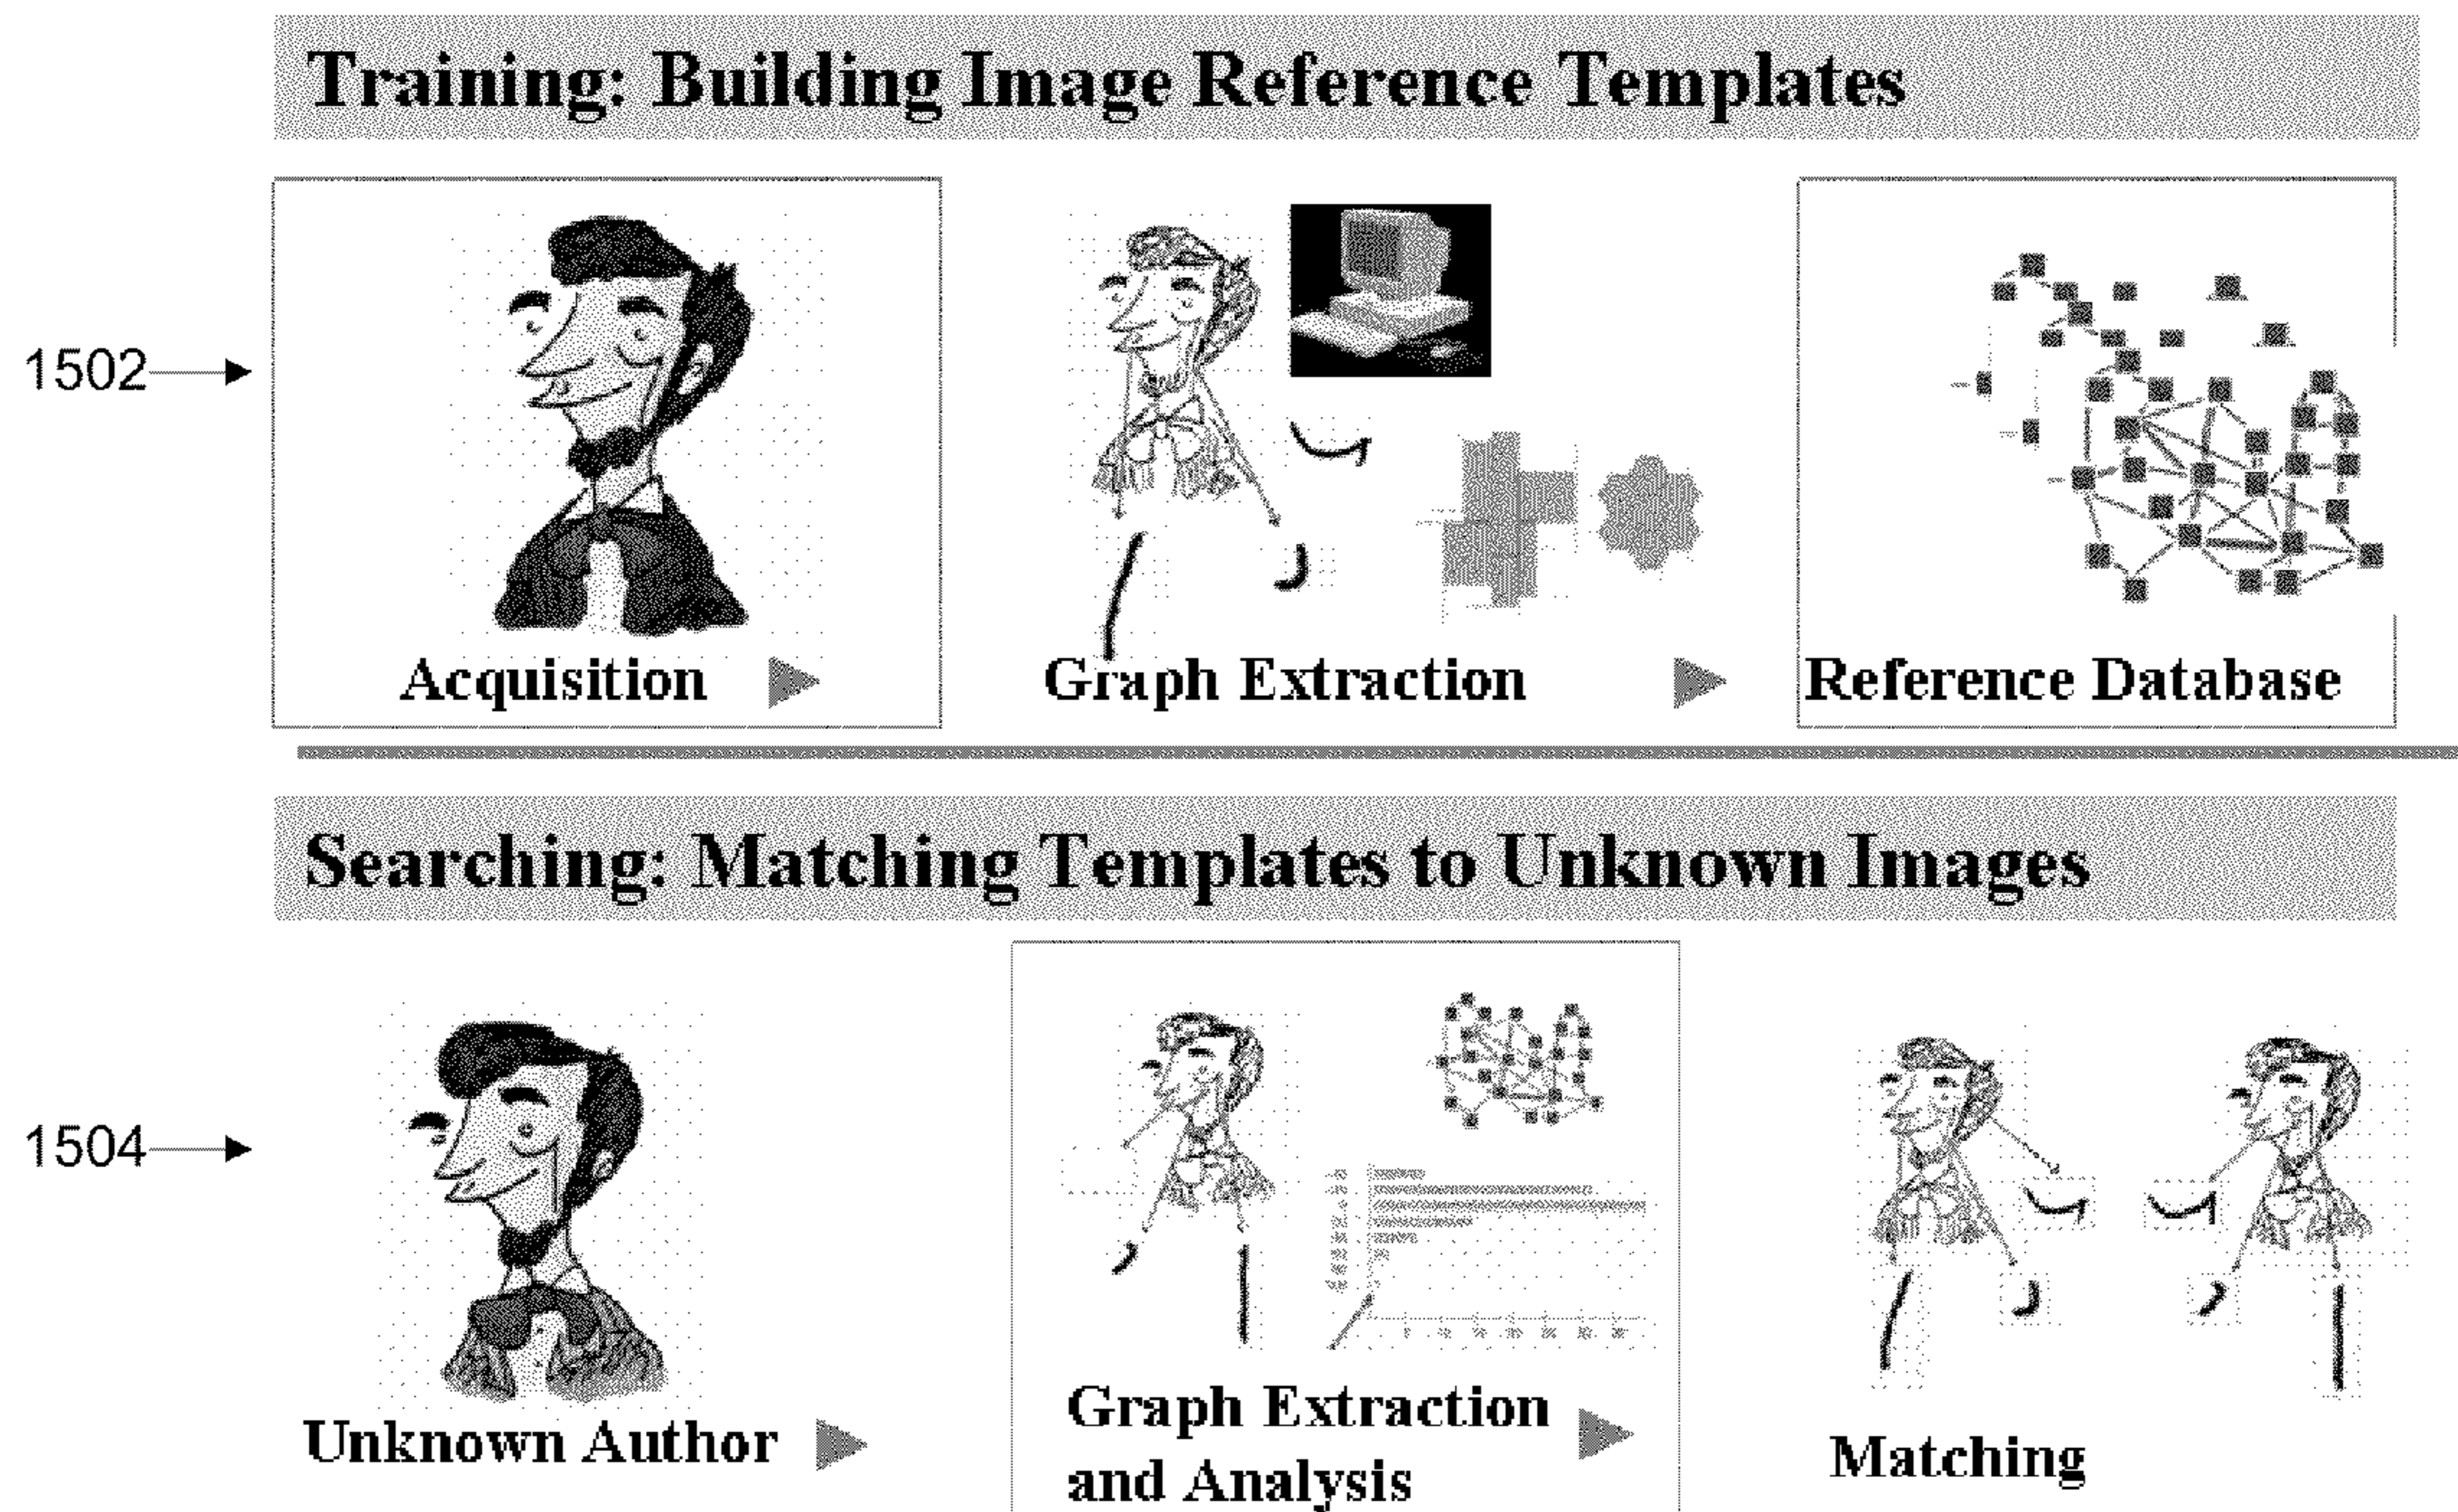 Training: Building Image Reference Templates
1502
Acquisition
Graph Extraction
Reference Database
Searching: Matching Templates to Unknown Images
1504
Unknown Author
Graph Extraction
and Analysis
Matching